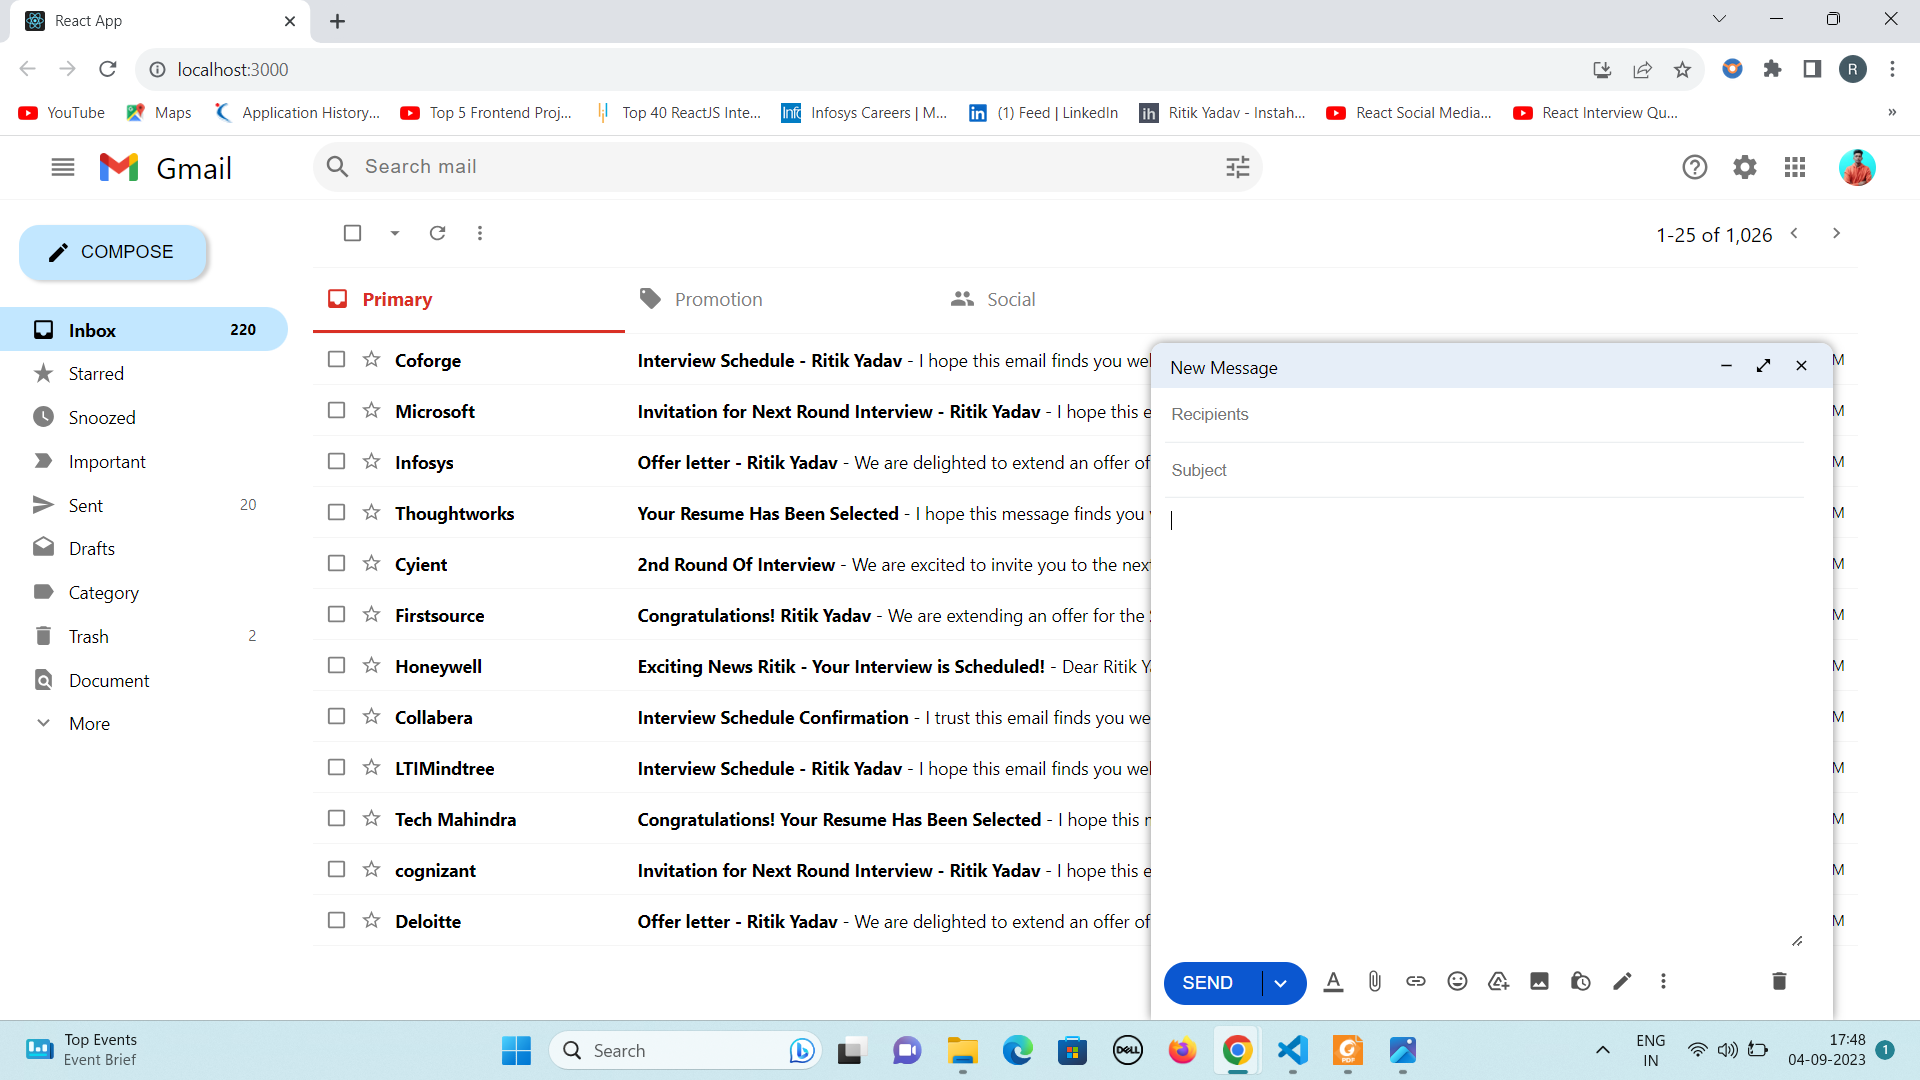 React App
localhost:3000
R
YouTube
Maps
Application History...
Top 5 Frontend Proj...
Top 40 ReactJS Inte...
Infosys Careers | M...
(1) Feed | LinkedIn
ih
Ritik Yadav - Instah...
React Social Media...
React Interview Qu...
»
Gmail
Search mail
COMPOSE
1-25 of 1,026
Inbox 220
Starred
Snoozed
Important
Sent 20
Drafts
Category
Trash 2
Document
More
Primary
Promotion
Social
Coforge Interview Schedule - Ritik Yadav - I hope this email finds you wel
Microsoft Invitation for Next Round Interview - Ritik Yadav - I hope this e
Infosys Offer letter - Ritik Yadav - We are delighted to extend an offer of
Thoughtworks Your Resume Has Been Selected - I hope this message finds you
Cyient 2nd Round Of Interview - We are excited to invite you to the nex
Firstsource Congratulations! Ritik Yadav - We are extending an offer for the
Honeywell Exciting News Ritik - Your Interview is Scheduled! - Dear Ritik Y
Collabera Interview Schedule Confirmation - I trust this email finds you we
LTIMindtree Interview Schedule - Ritik Yadav - I hope this email finds you wel
Tech Mahindra Congratulations! Your Resume Has Been Selected - I hope this
cognizant Invitation for Next Round Interview - Ritik Yadav - I hope this e
Deloitte Offer letter - Ritik Yadav - We are delighted to extend an offer of
M
M
M
M
M
M
M
M
M
M
M
M
New Message
Recipients
Subject
SEND
Top Events
Event Brief
Search
DELL
PDF
ENG
IN
17:48
04-09-2023
1